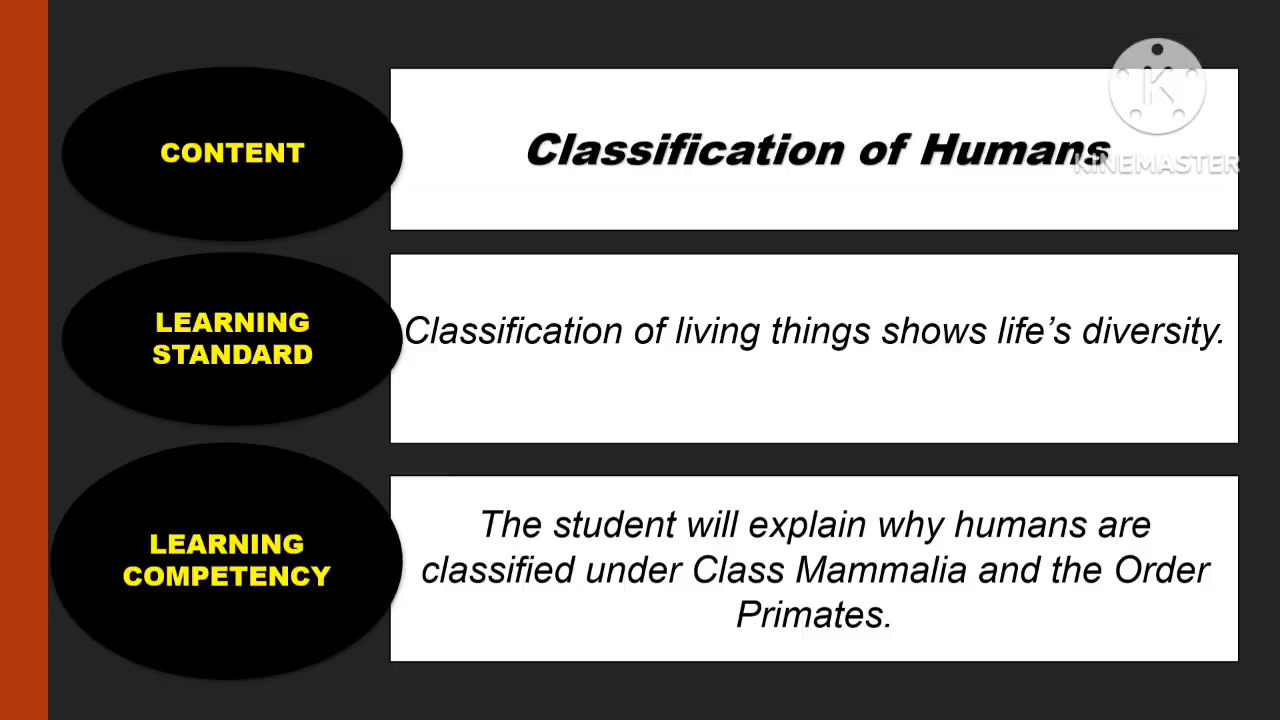 CONTENT
Classification of Humans
K
KINEMASTER
LEARNING
STANDARD
Classification of living things shows life’s diversity.
LEARNING
COMPETENCY
The student will explain why humans are
classified under Class Mammalia and the Order
Primates.